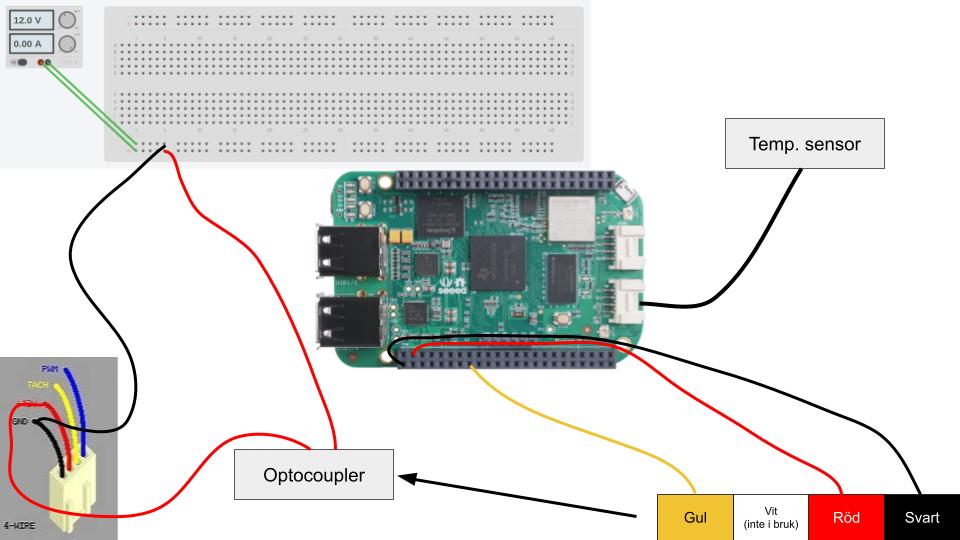 12.0 V
0.00 A
Temp. sensor
PWM
TACH
GND
Optocoupler
4-WIRE
Gul
Vit
(inte i bruk)
Röd
Svart